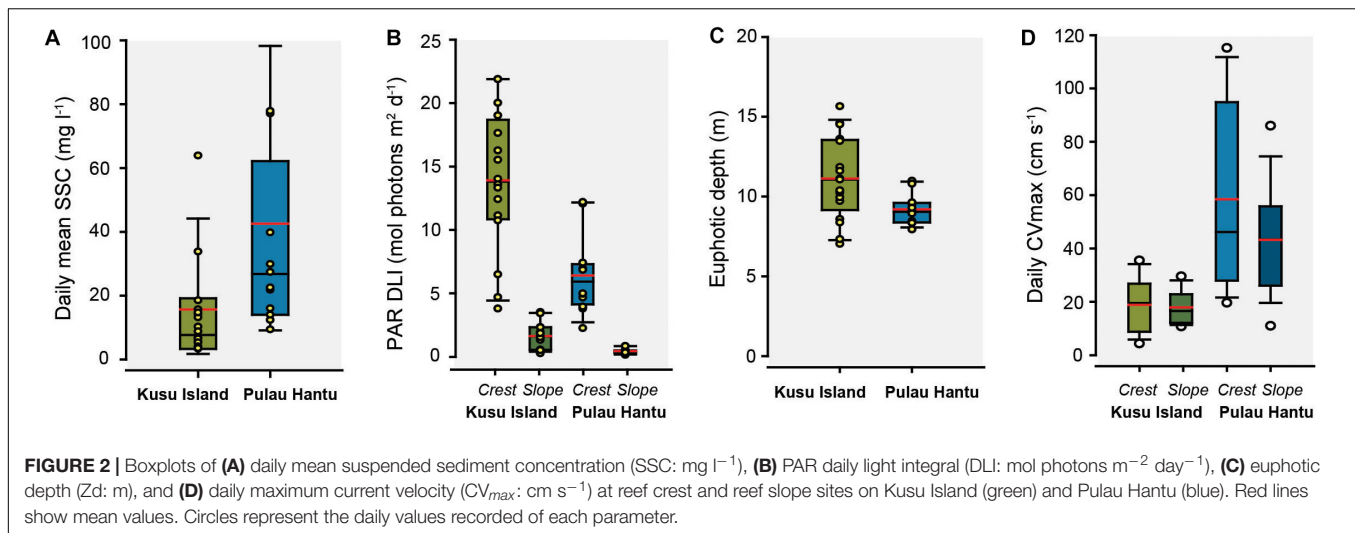 A
Daily mean SSC (mg l⁻¹)
100
80
60
40
20
0
Kusu Island Pulau Hantu
B
PAR DLI (mol photons m² d⁻¹)
25
20
15
10
5
0
Crest Slope Crest Slope
Kusu Island Pulau Hantu
C
Euphotic depth (m)
20
15
10
5
0
Kusu Island Pulau Hantu
D
Daily CVmax (cm s⁻¹)
120
100
80
60
40
20
0
Crest Slope Crest Slope
Kusu Island Pulau Hantu
FIGURE 2 | Boxplots of (A) daily mean suspended sediment concentration (SSC: mg l⁻¹), (B) PAR daily light integral (DLI: mol photons m⁻² day⁻¹), (C) euphotic
depth (Zd: m), and (D) daily maximum current velocity (CVmax: cm s⁻¹) at reef crest and reef slope sites on Kusu Island (green) and Pulau Hantu (blue). Red lines
show mean values. Circles represent the daily values recorded of each parameter.